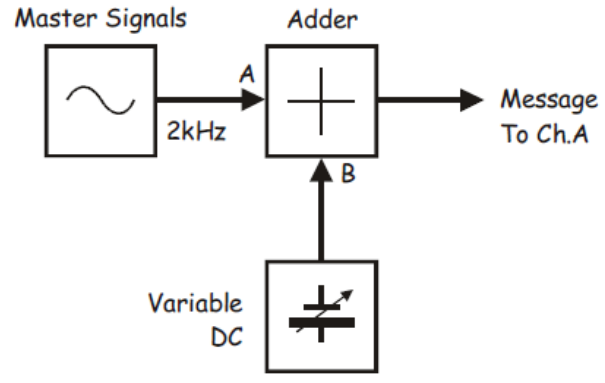 Master Signals
Adder
A
2kHz
Message
To Ch.A
B
Variable
DC